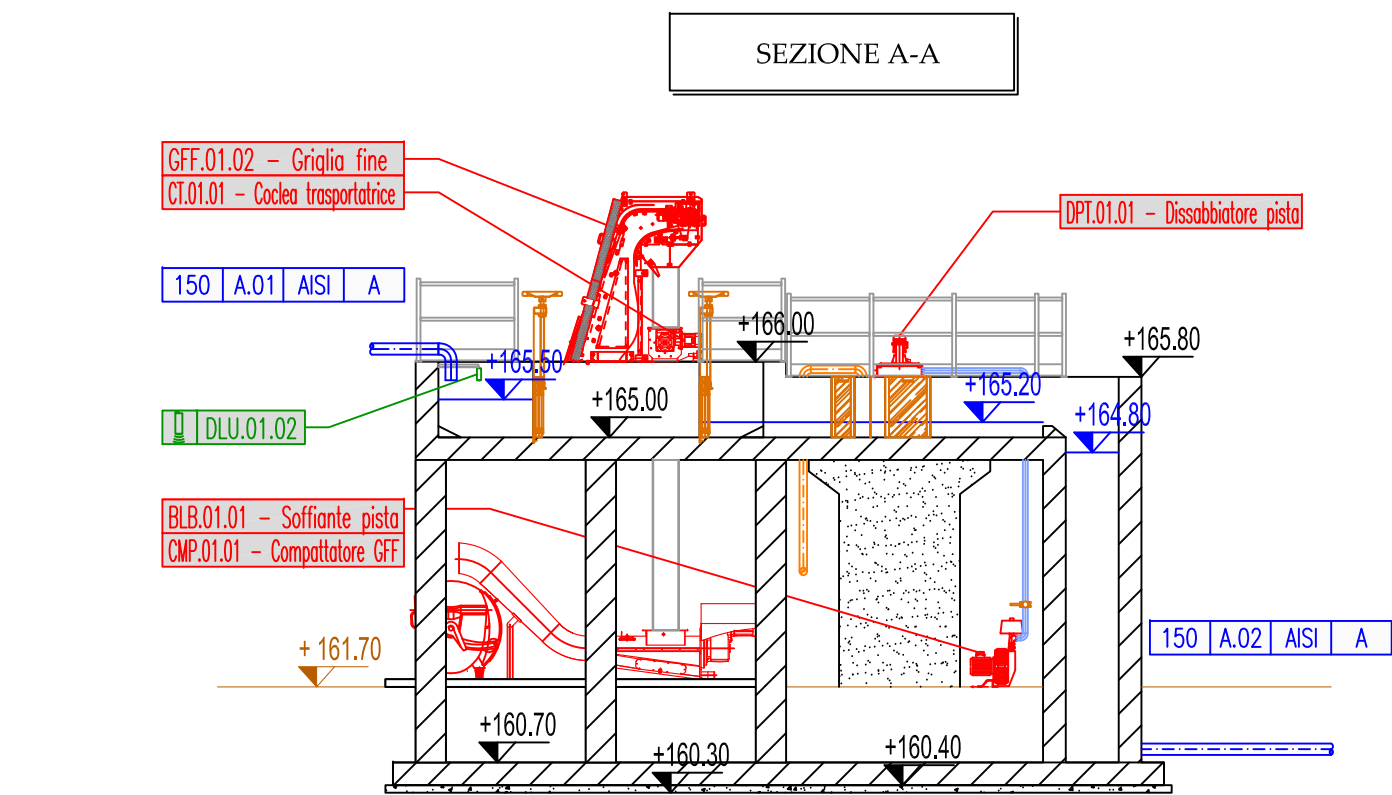 SEZIONE A-A
GFF.01.02 – Griglia fine
CT.01.01 – Coclea trasportatrice
DPT.01.01 – Dissabbiatore pista
150 A.01 AISI A
+166.00
+165.80
+165.50
+165.00
+165.20
+164.80
DLU.01.02
BLB.01.01 – Soffiante pista
CMP.01.01 – Compattatore GFF
+ 161.70
150 A.02 AISI A
+160.70
+160.30
+160.40